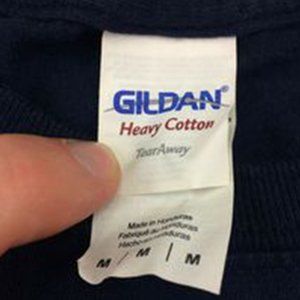 GILDAN®
Heavy Cotton
TearAway
Made in Honduras
Fabriqué au Honduras
Hecho en Honduras
M / M / M